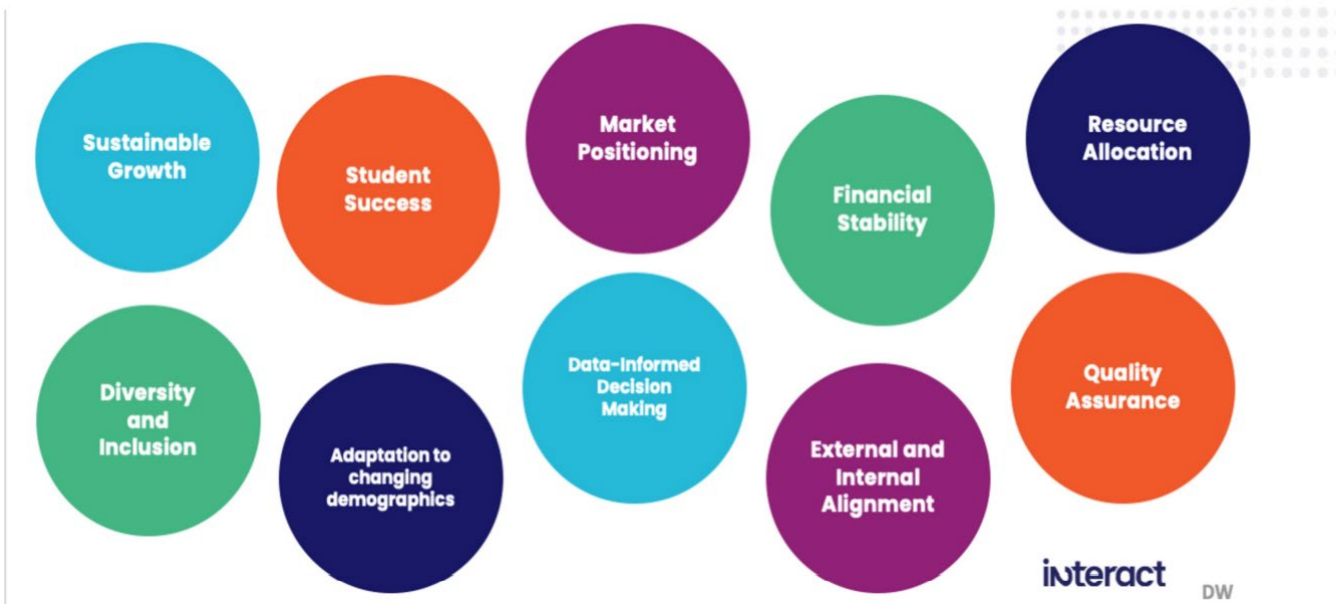 Sustainable
Growth
Student
Success
Market
Positioning
Financial
Stability
Resource
Allocation
Diversity
and
Inclusion
Adaptation to
changing
demographics
Data-Informed
Decision
Making
External and
Internal
Alignment
Quality
Assurance
interact
DW